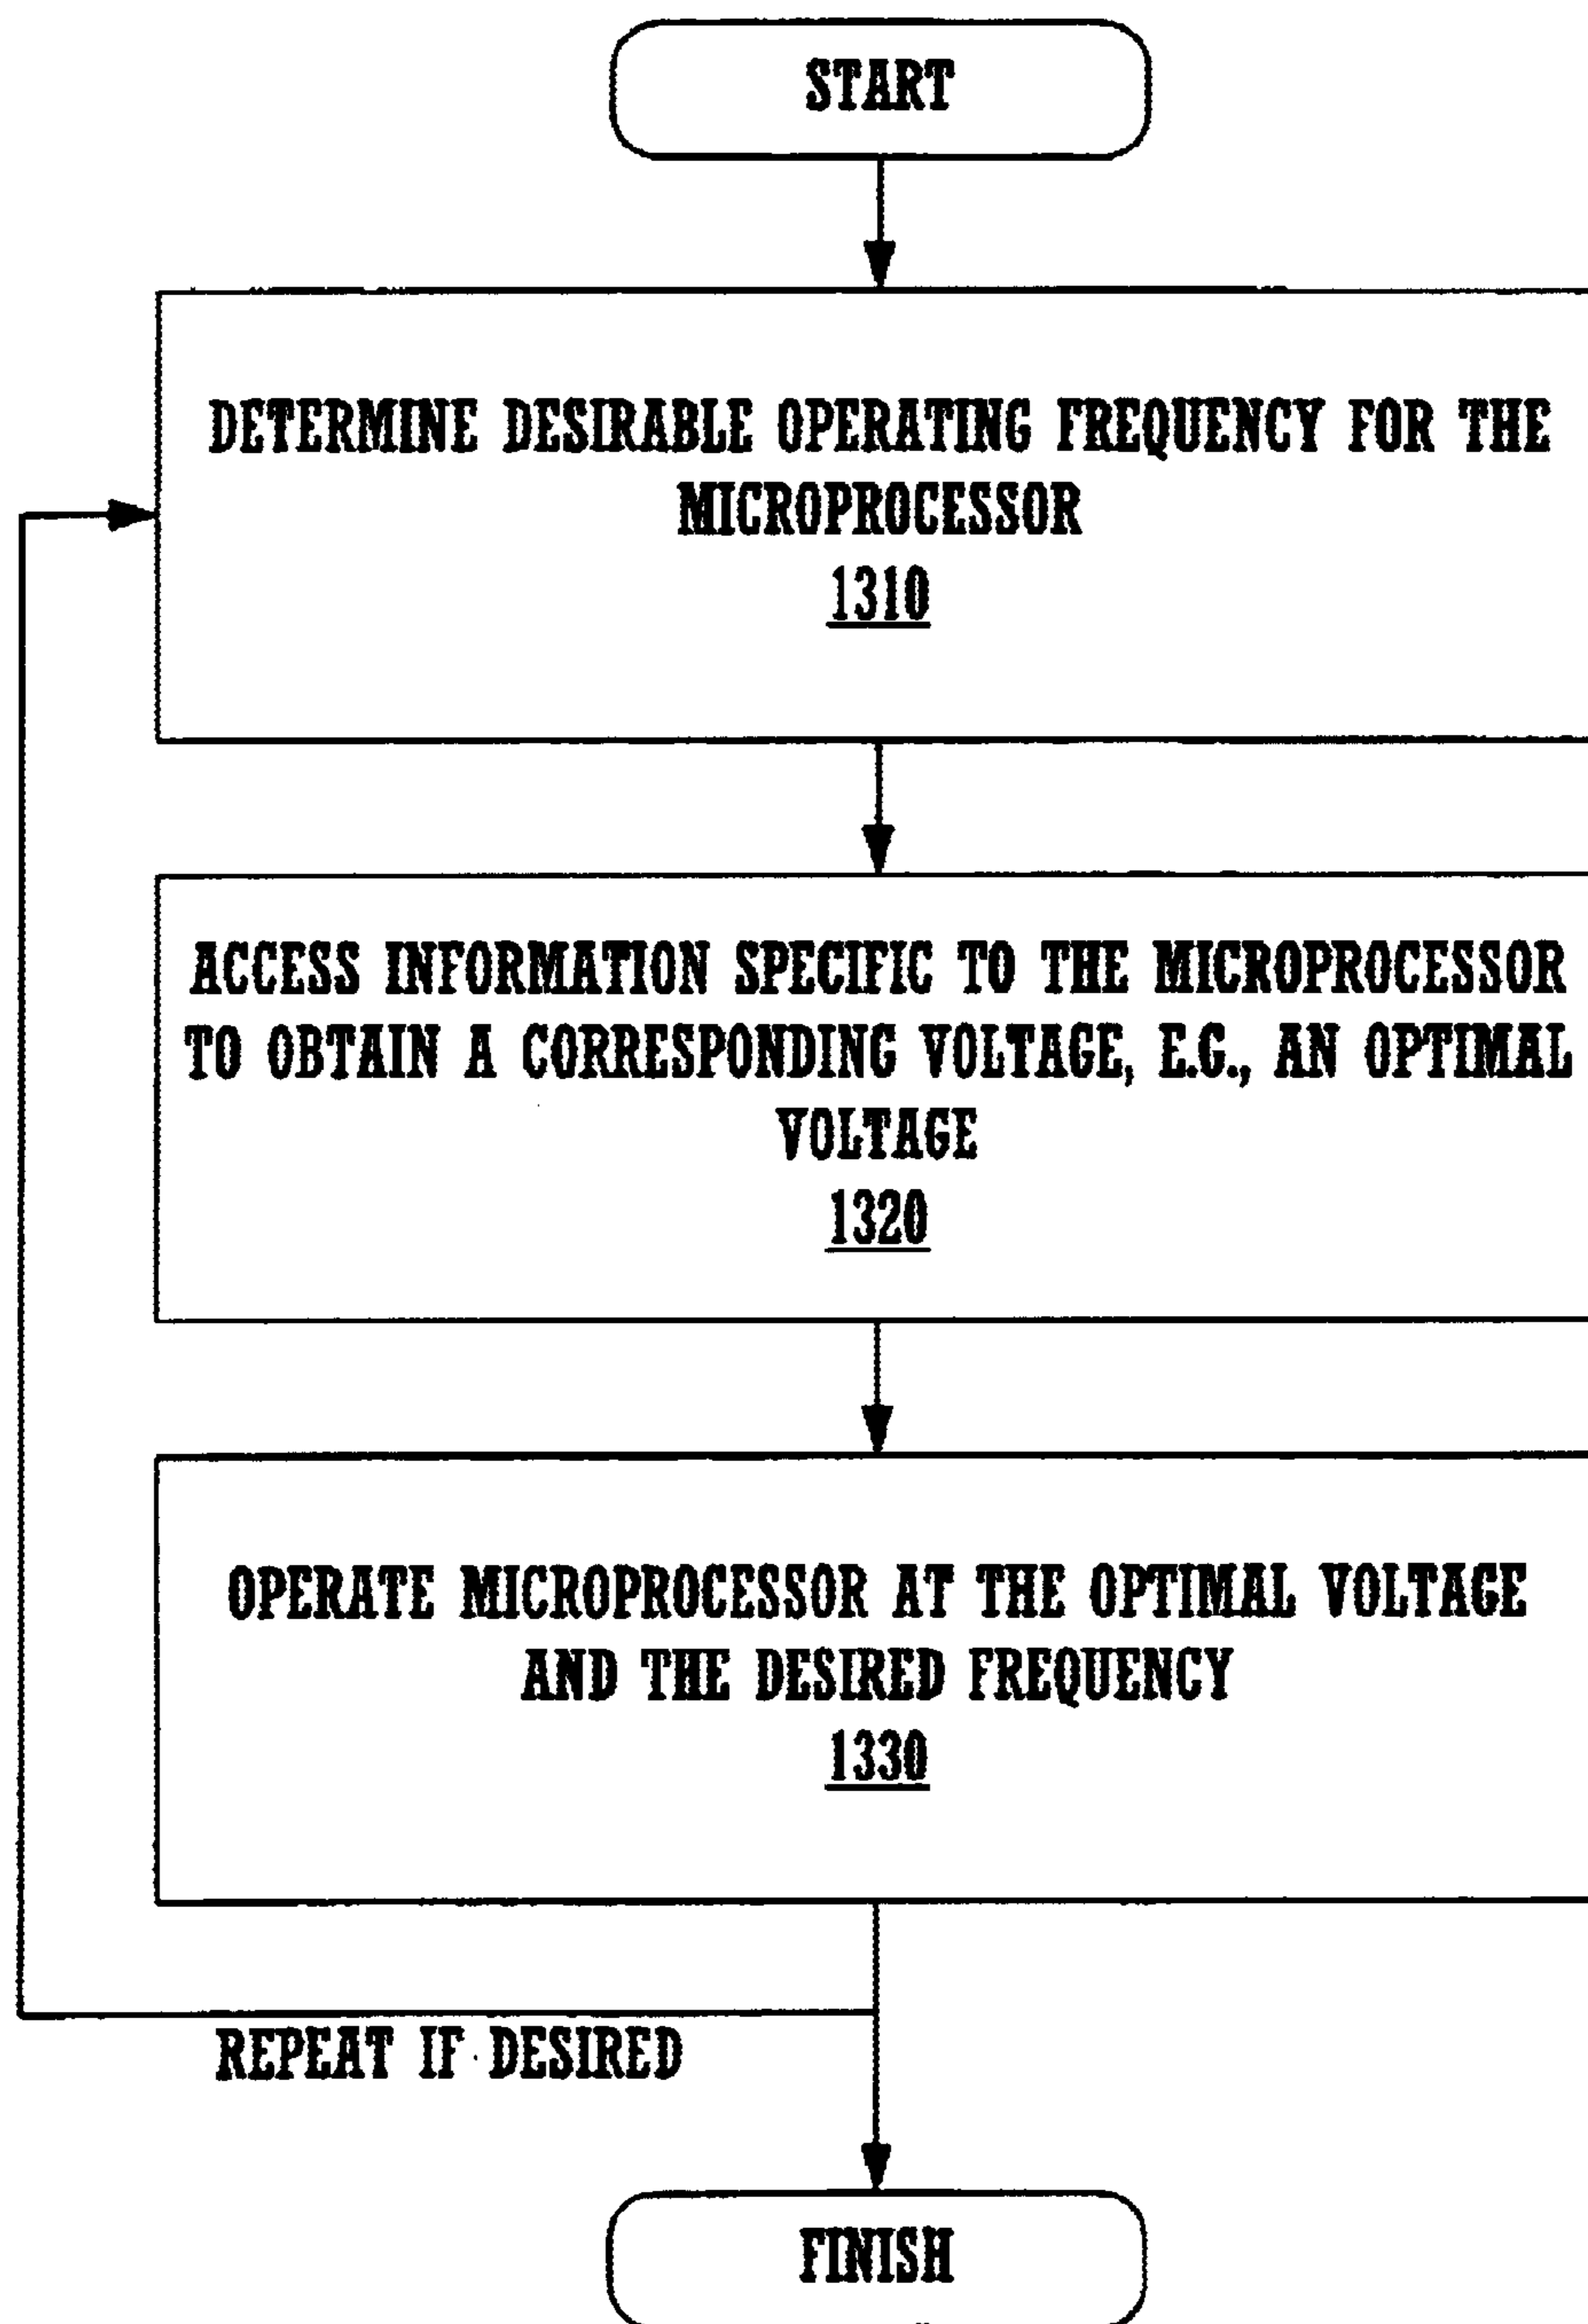 START
DETERMINE DESIRABLE OPERATING FREQUENCY FOR THE
MICROPROCESSOR
1310
ACCESS INFORMATION SPECIFIC TO THE MICROPROCESSOR
TO OBTAIN A CORRESPONDING VOLTAGE, E.G., AN OPTIMAL
VOLTAGE
1320
OPERATE MICROPROCESSOR AT THE OPTIMAL VOLTAGE
AND THE DESIRED FREQUENCY
1330
REPEAT IF DESIRED
FINISH